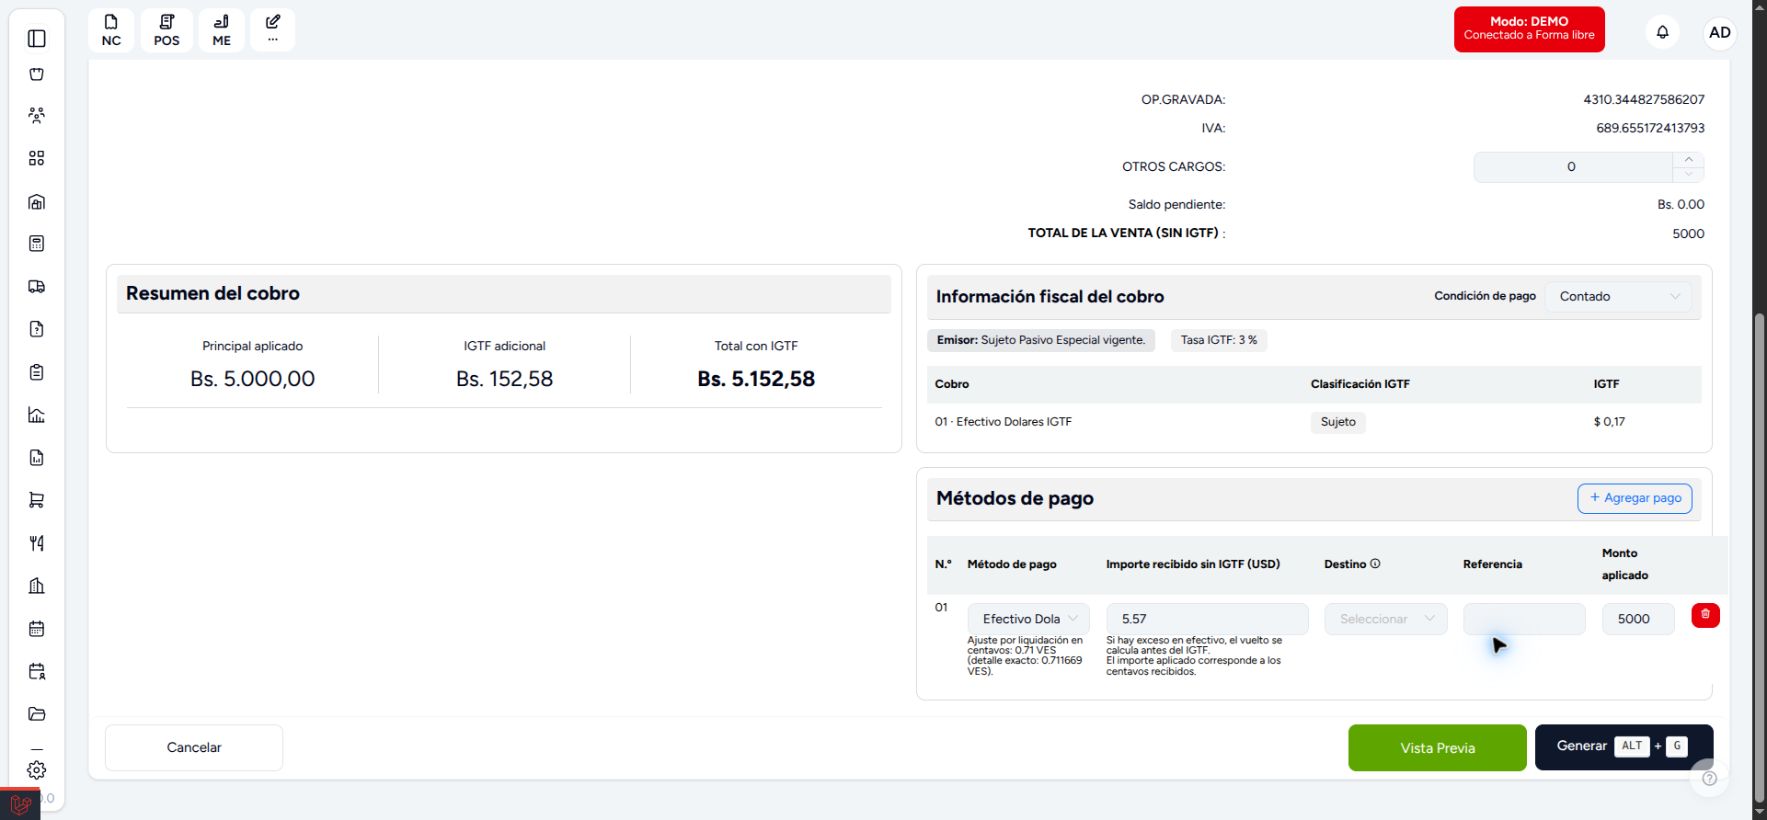 NC
POS
ME
...
Modo: DEMO
Conectado a Forma libre
AD
OP.GRAVADA: 4310.344827586207
IVA: 689.655172413793
OTROS CARGOS: 0
Saldo pendiente: Bs. 0.00
TOTAL DE LA VENTA (SIN IGTF) : 5000
Resumen del cobro
Principal aplicado
Bs. 5.000,00
IGTF adicional
Bs. 152,58
Total con IGTF
Bs. 5.152,58
Información fiscal del cobro
Condición de pago Contado
Emisor: Sujeto Pasivo Especial vigente. Tasa IGTF: 3 %
Cobro Clasificación IGTF IGTF
01 · Efectivo Dolares IGTF Sujeto $ 0,17
Métodos de pago
+ Agregar pago
N.° Método de pago Importe recibido sin IGTF (USD) Destino Referencia Monto aplicado
01 Efectivo Dola 5.57 Seleccionar 5000
Ajuste por liquidación en
centavos: 0.71 VES
(detalle exacto: 0.711669
VES).
Si hay exceso en efectivo, el vuelto se
calcula antes del IGTF.
El importe aplicado corresponde a los
centavos recibidos.
Cancelar
Vista Previa
Generar ALT + G